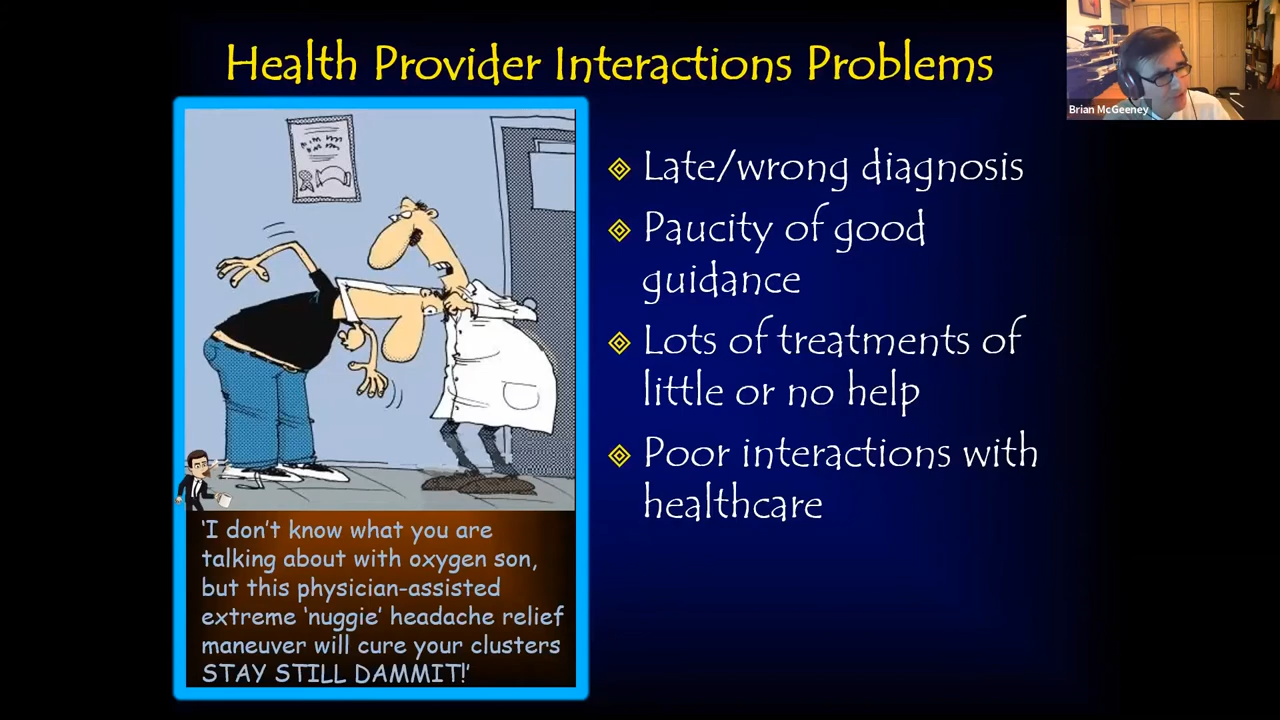 Health Provider Interactions Problems
Brian McGeeney
Late/wrong diagnosis
Paucity of good
guidance
Lots of treatments of
little or no help
Poor interactions with
healthcare
‘I don’t know what you are
talking about with oxygen son,
but this physician-assisted
extreme ‘nuggie’ headache relief
maneuver will cure your clusters
STAY STILL DAMMIT!’